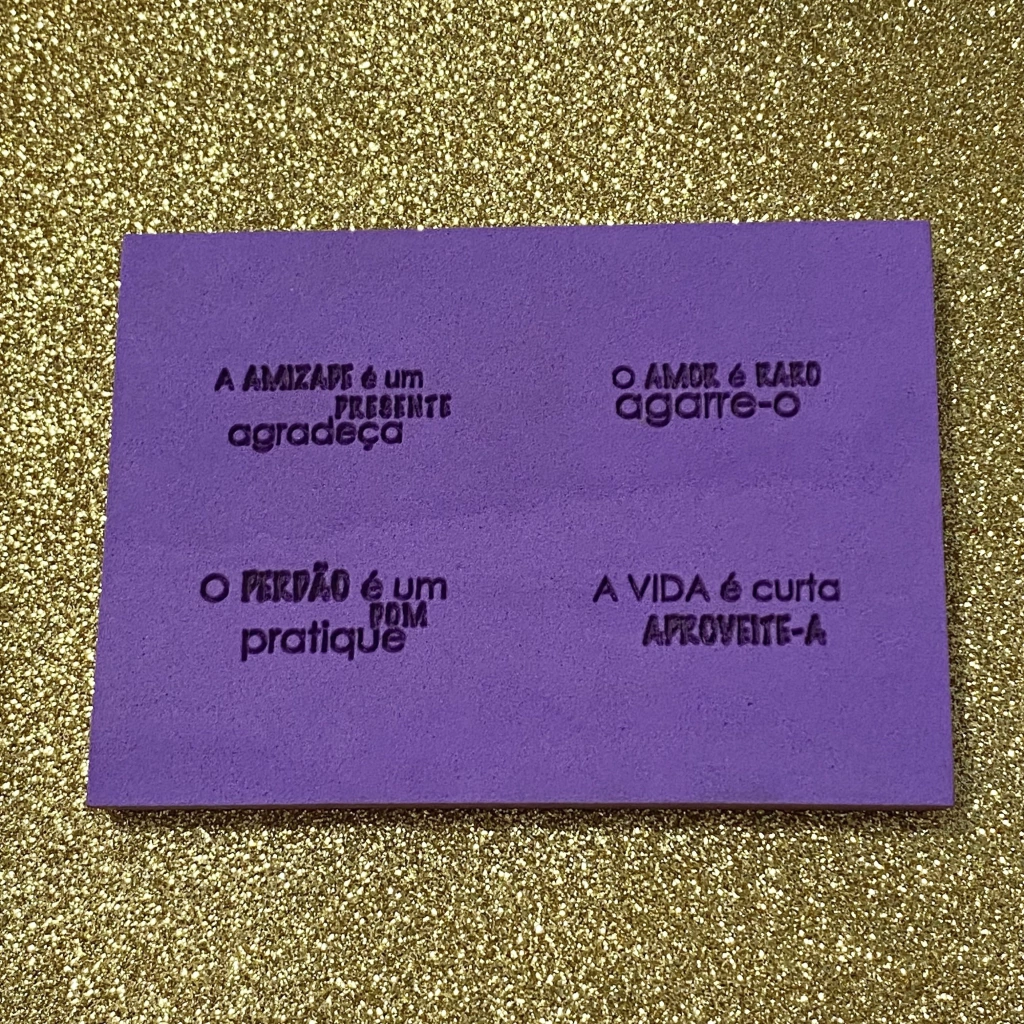 A AMIZADE é um
PRESENTE
agradeça
O AMOR é RARO
agarre-o
O PERDÃO é um
DOM
pratique
A VIDA é curta
APROVEITE-A